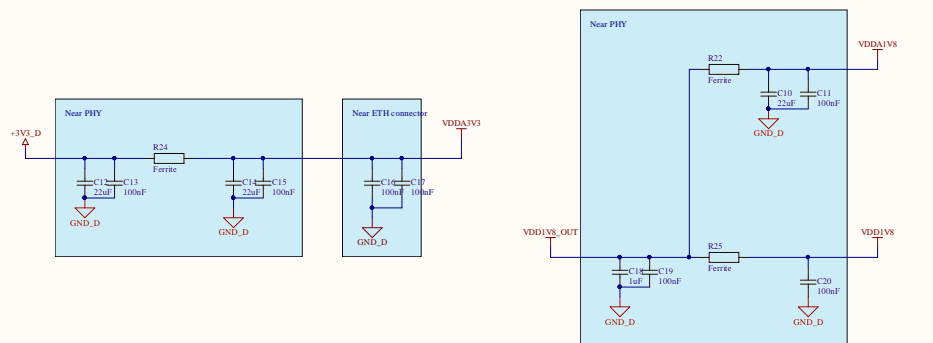 Near PHY
+3V3_D
R24
Ferrite
C12
22uF
C13
100nF
GND_D
C14
22uF
C15
100nF
GND_D
Near ETH connector
VDDA3V3
C16
100nF
C17
100nF
GND_D
Near PHY
VDDA1V8
R22
Ferrite
C10
22uF
C11
100nF
GND_D
VDD1V8_OUT
VDD1V8
R25
Ferrite
C18
1uF
C19
100nF
GND_D
C20
100nF
GND_D